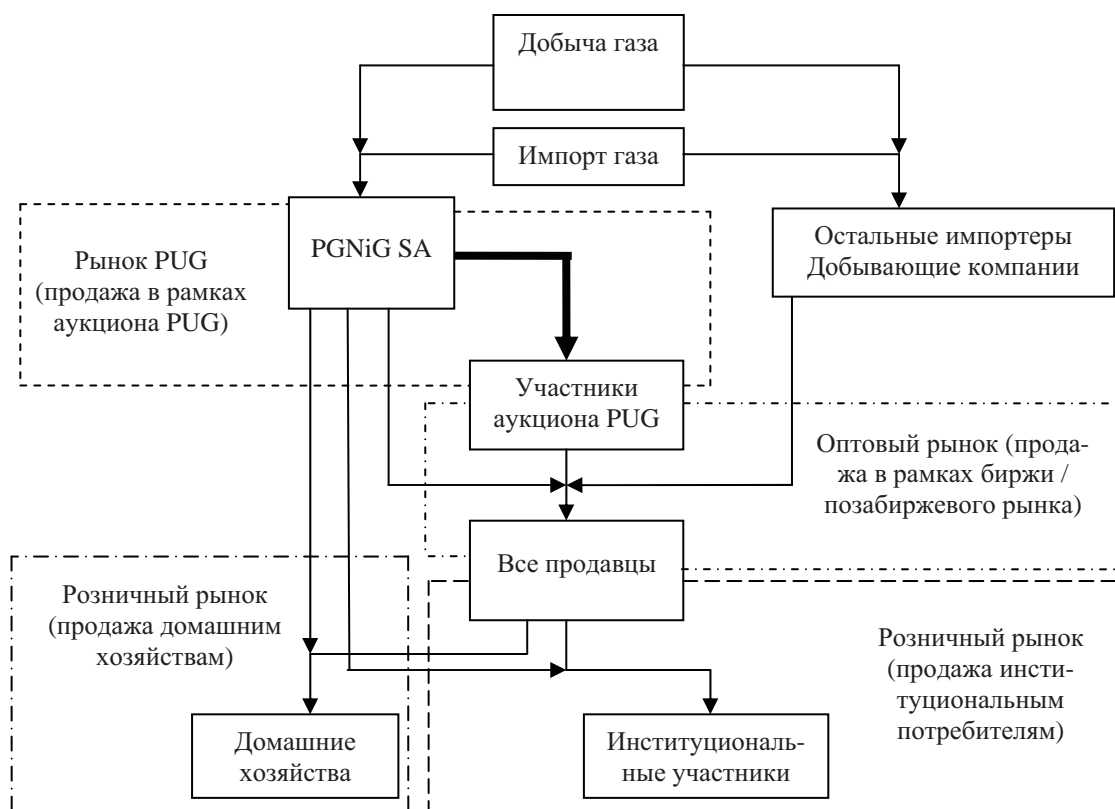 Добыча газа
Импорт газа
Рынок PUG
(продажа в рамках
аукциона PUG)
PGNiG SA
Остальные импортеры
Добывающие компании
Участники
аукциона PUG
Оптовый рынок (прода-
жа в рамках биржи /
позабиржевого рынка)
Все продавцы
Розничный рынок
(продажа домашним
хозяйствам)
Розничный рынок
(продажа инсти-
туциональным
потребителям)
Домашние
хозяйства
Институциональ-
ные участники